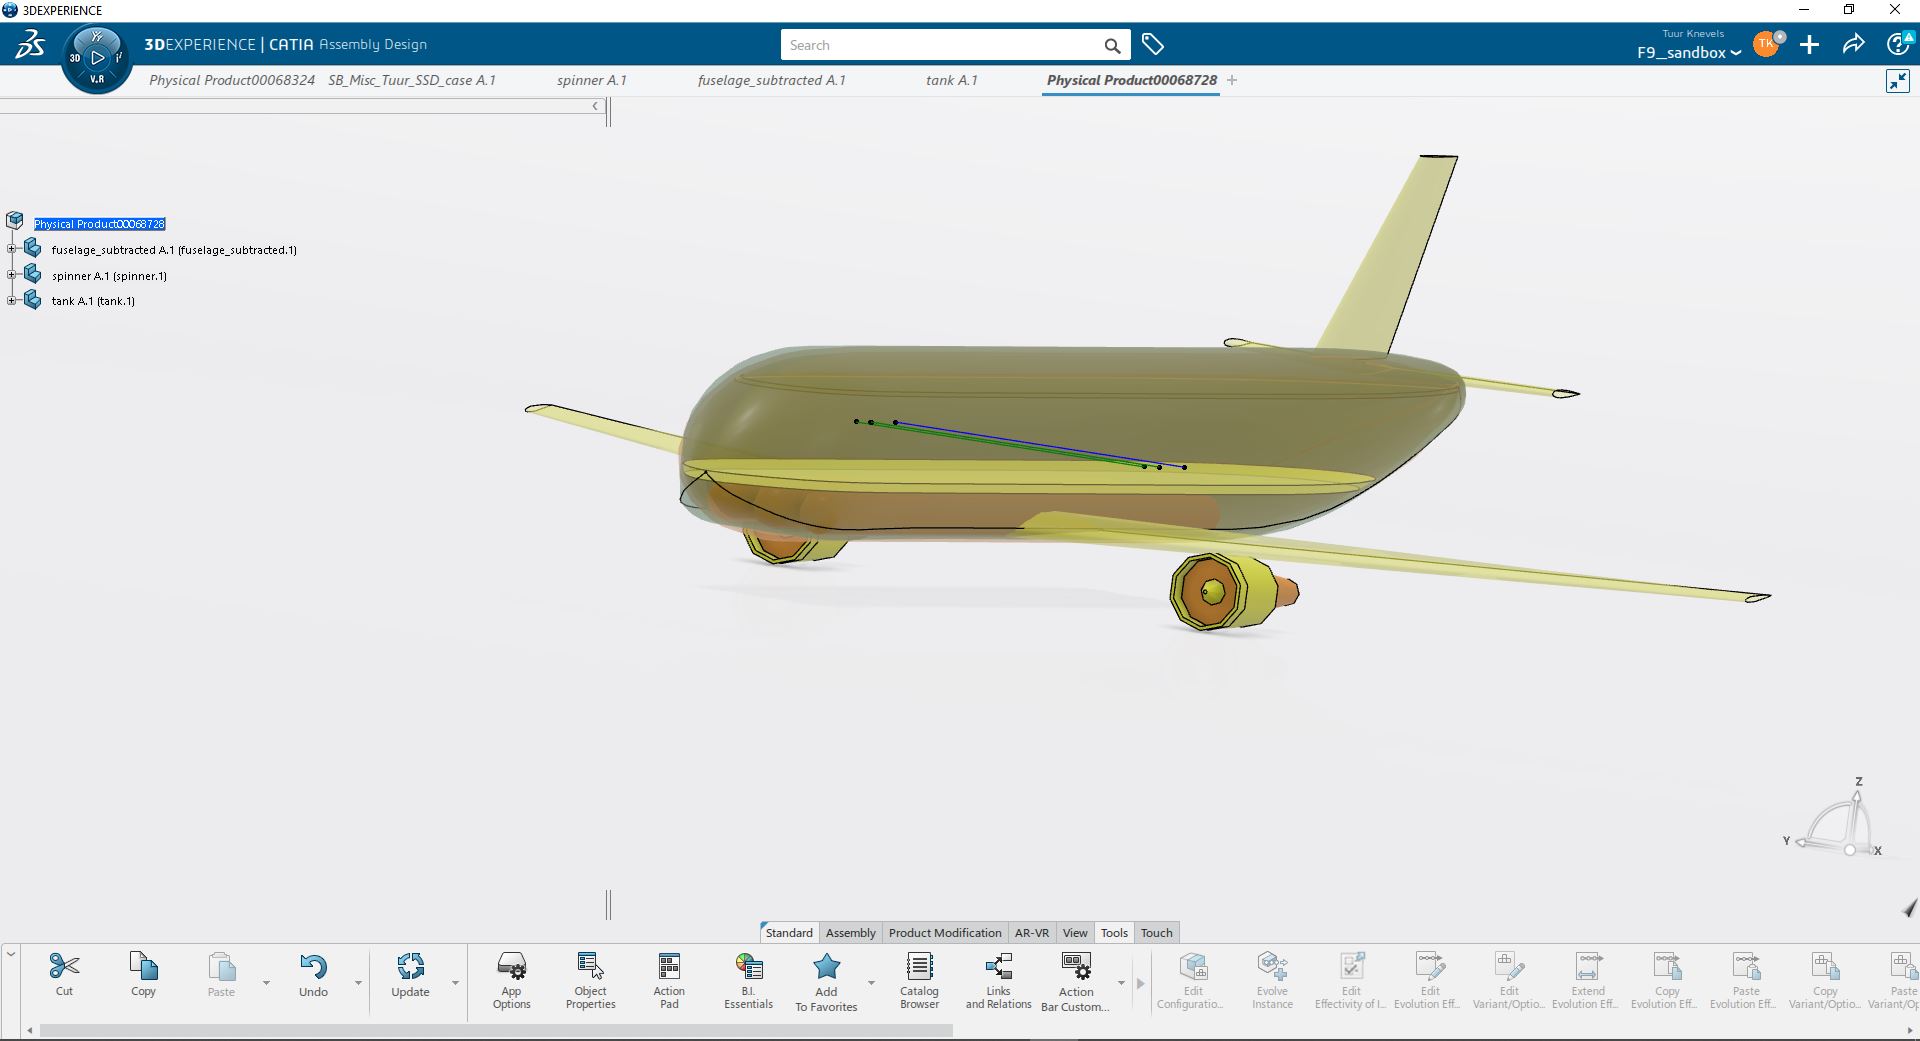 3DEXPERIENCE
3DEXPERIENCE | CATIA Assembly Design
3D
V.R
Search
Tuur Knevels
F9__sandbox
TK
Physical Product00068324
SB_Misc_Tuur_SSD_case A.1
spinner A.1
fuselage_subtracted A.1
tank A.1
Physical Product00068728
Physical Product00068728
fuselage_subtracted A.1 (fuselage_subtracted.1)
spinner A.1 (spinner.1)
tank A.1 (tank.1)
Z
Y
X
Standard
Assembly
Product Modification
AR-VR
View
Tools
Touch
Cut
Copy
Paste
Undo
Update
App
Options
Object
Properties
Action
Pad
B.I.
Essentials
Add
To Favorites
Catalog
Browser
Links
and Relations
Action
Bar Custom...
Edit
Configuratio...
Evolve
Instance
Edit
Effectivity of I...
Edit
Evolution Eff...
Edit
Variant/Optio...
Extend
Evolution Eff...
Copy
Evolution Eff...
Paste
Evolution Eff...
Copy
Variant/Optio...
Paste